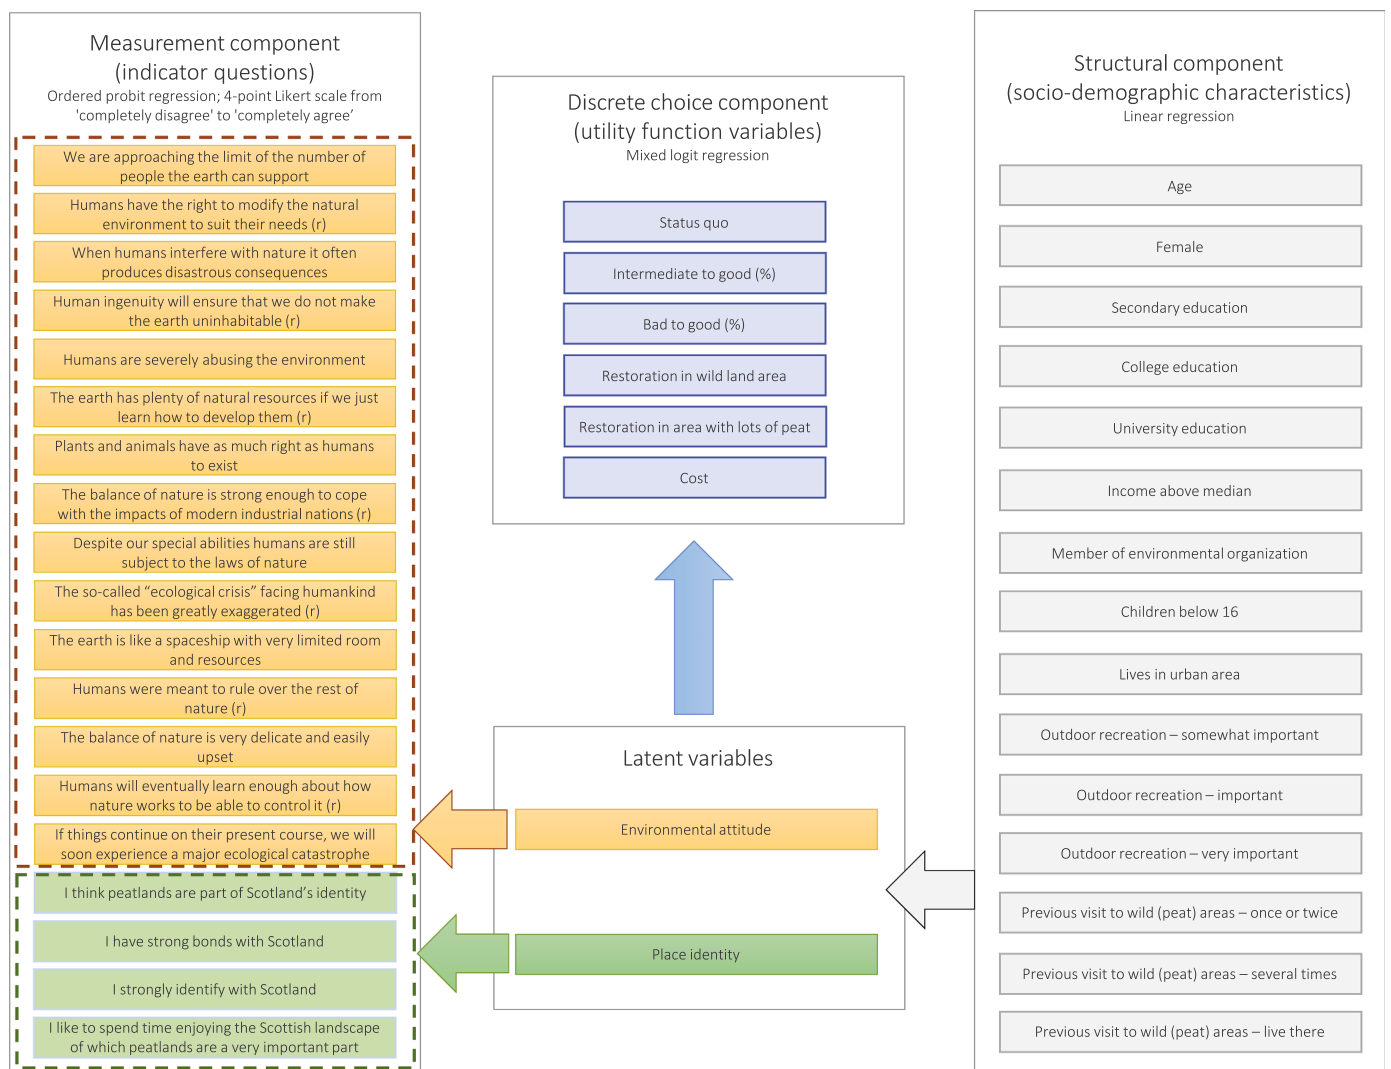 Measurement component
(indicator questions)
Ordered probit regression; 4-point Likert scale from
'completely disagree' to 'completely agree’
We are approaching the limit of the number of
people the earth can support
Humans have the right to modify the natural
environment to suit their needs (r)
When humans interfere with nature it often
produces disastrous consequences
Human ingenuity will ensure that we do not make
the earth uninhabitable (r)
Humans are severely abusing the environment
The earth has plenty of natural resources if we just
learn how to develop them (r)
Plants and animals have as much right as humans
to exist
The balance of nature is strong enough to cope
with the impacts of modern industrial nations (r)
Despite our special abilities humans are still
subject to the laws of nature
The so-called “ecological crisis” facing humankind
has been greatly exaggerated (r)
The earth is like a spaceship with very limited room
and resources
Humans were meant to rule over the rest of
nature (r)
The balance of nature is very delicate and easily
upset
Humans will eventually learn enough about how
nature works to be able to control it (r)
If things continue on their present course, we will
soon experience a major ecological catastrophe
I think peatlands are part of Scotland’s identity
I have strong bonds with Scotland
I strongly identify with Scotland
I like to spend time enjoying the Scottish landscape
of which peatlands are a very important part
Discrete choice component
(utility function variables)
Mixed logit regression
Status quo
Intermediate to good (%)
Bad to good (%)
Restoration in wild land area
Restoration in area with lots of peat
Cost
Latent variables
Environmental attitude
Place identity
Structural component
(socio-demographic characteristics)
Linear regression
Age
Female
Secondary education
College education
University education
Income above median
Member of environmental organization
Children below 16
Lives in urban area
Outdoor recreation – somewhat important
Outdoor recreation – important
Outdoor recreation – very important
Previous visit to wild (peat) areas – once or twice
Previous visit to wild (peat) areas – several times
Previous visit to wild (peat) areas – live there